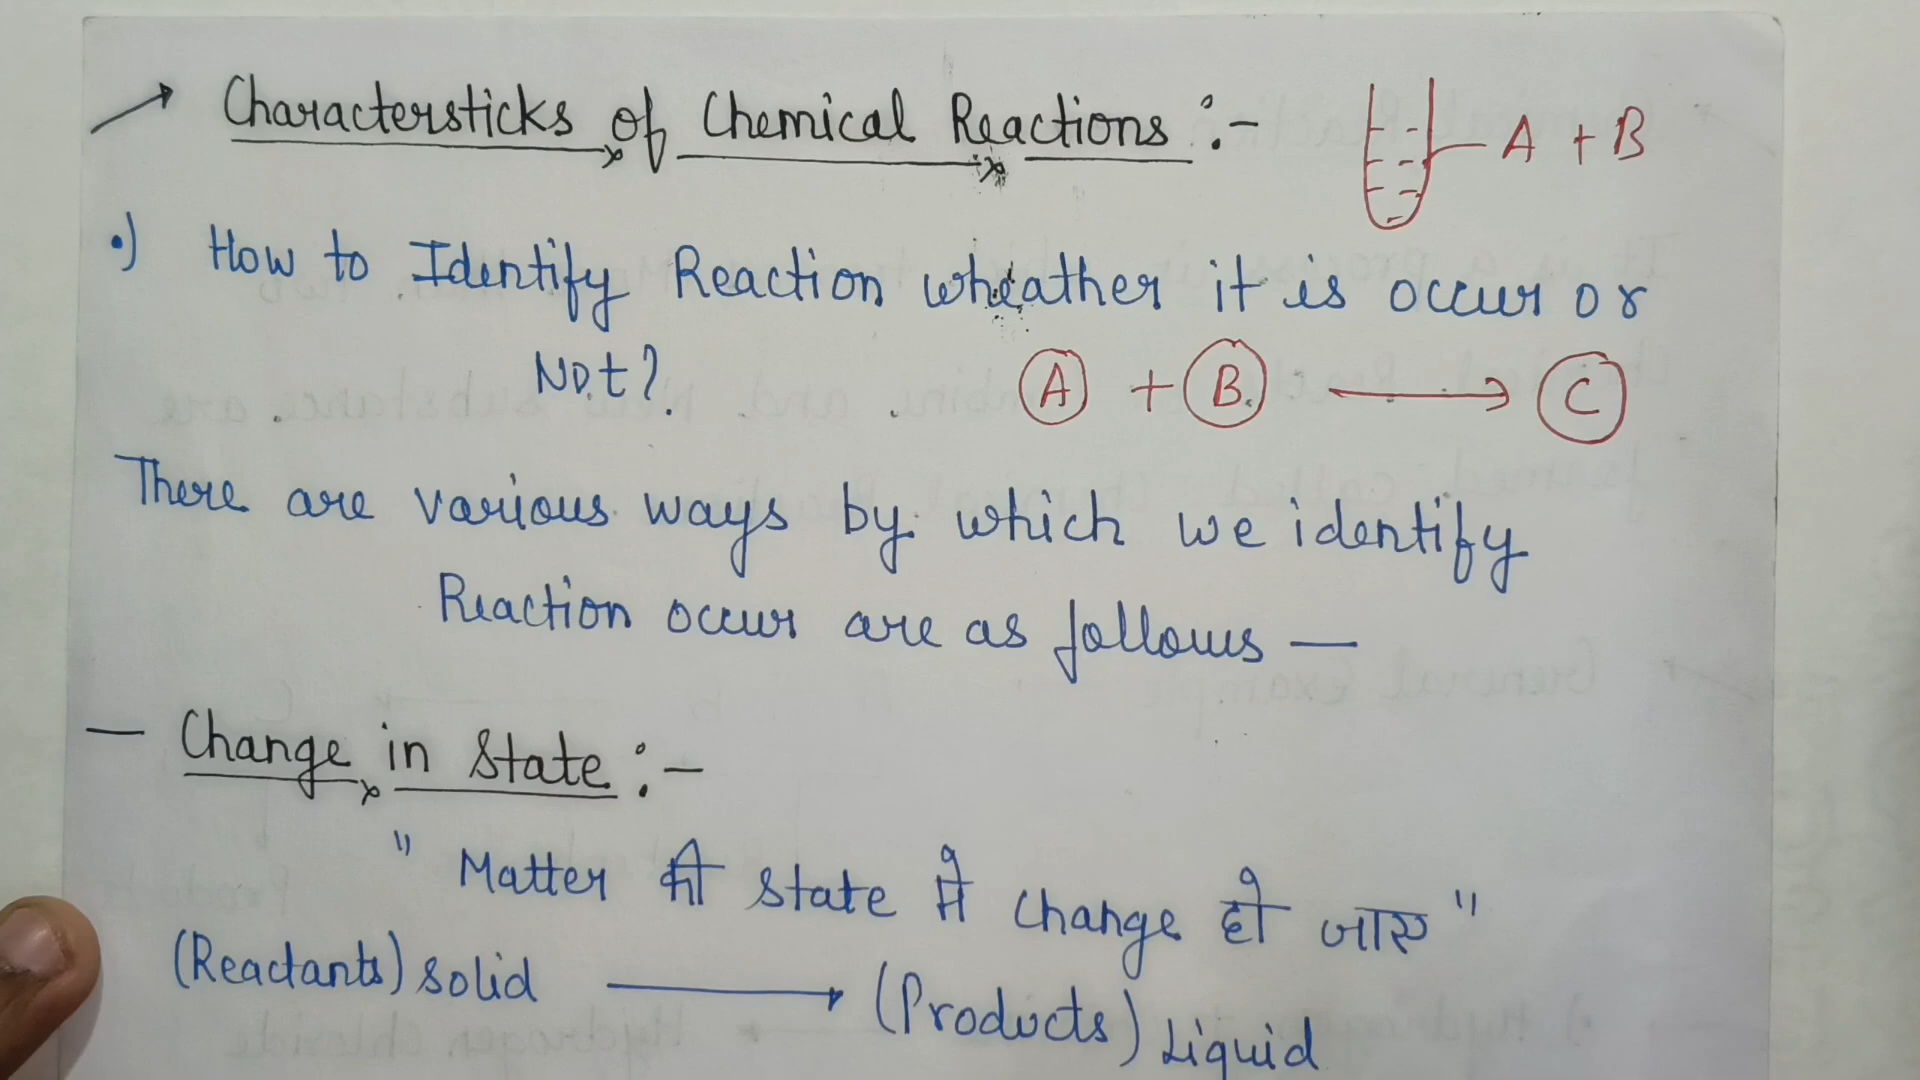 → Charactersticks of Chemical Reactions :-
A + B
•) How to Identify Reaction wheather it is occur or
Not?
A + B → C
There are various ways by which we identify
Reaction occur are as follows —
— Change in State :-
" Matter की state में change हो जाए "
(Reactants) solid → (Products) Liquid